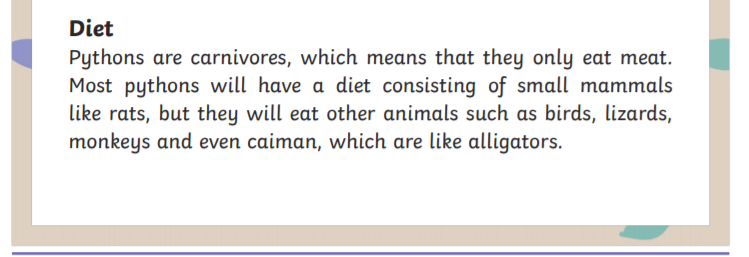 Diet
Pythons are carnivores, which means that they only eat meat.
Most pythons will have a diet consisting of small mammals
like rats, but they will eat other animals such as birds, lizards,
monkeys and even caiman, which are like alligators.